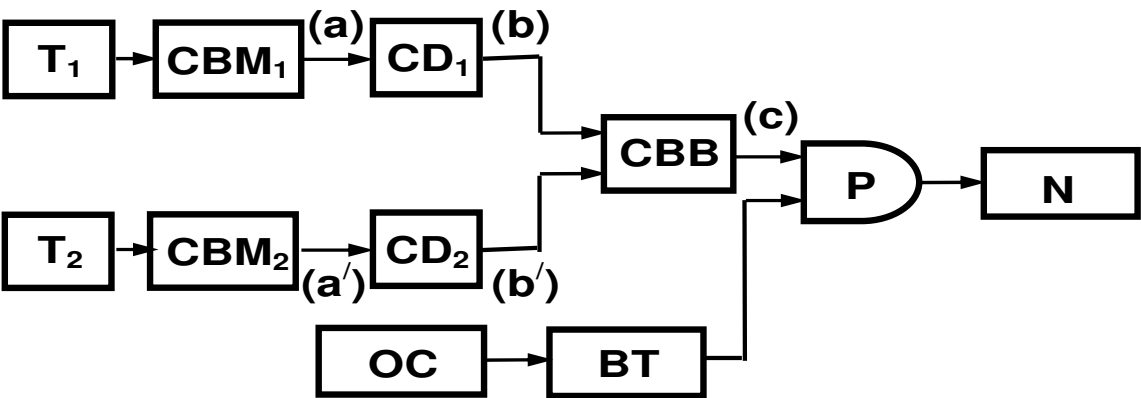 (a) (b)
T₁ CBM₁ CD₁
(c)
CBB
P N
T₂ CBM₂ CD₂
(a′) (b′)
OC BT